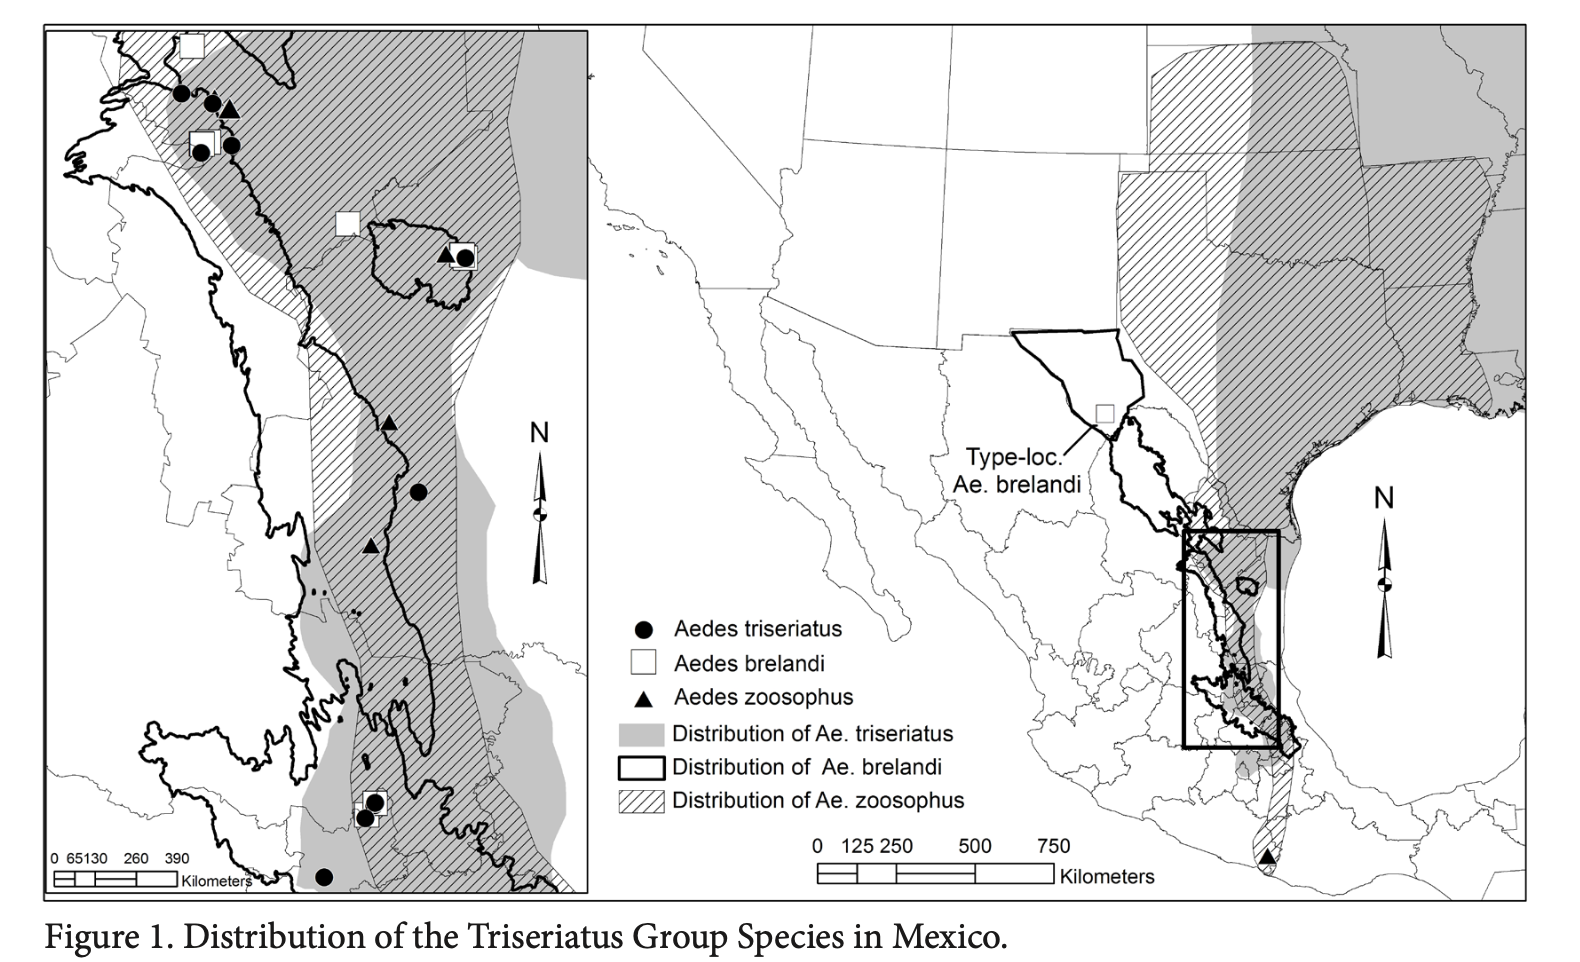 N
0 65130 260 390
Kilometers
Type-loc.
Ae. brelandi
N
Aedes triseriatus
Aedes brelandi
Aedes zoosophus
Distribution of Ae. triseriatus
Distribution of Ae. brelandi
Distribution of Ae. zoosophus
0 125 250 500 750
Kilometers
Figure 1. Distribution of the Triseriatus Group Species in Mexico.